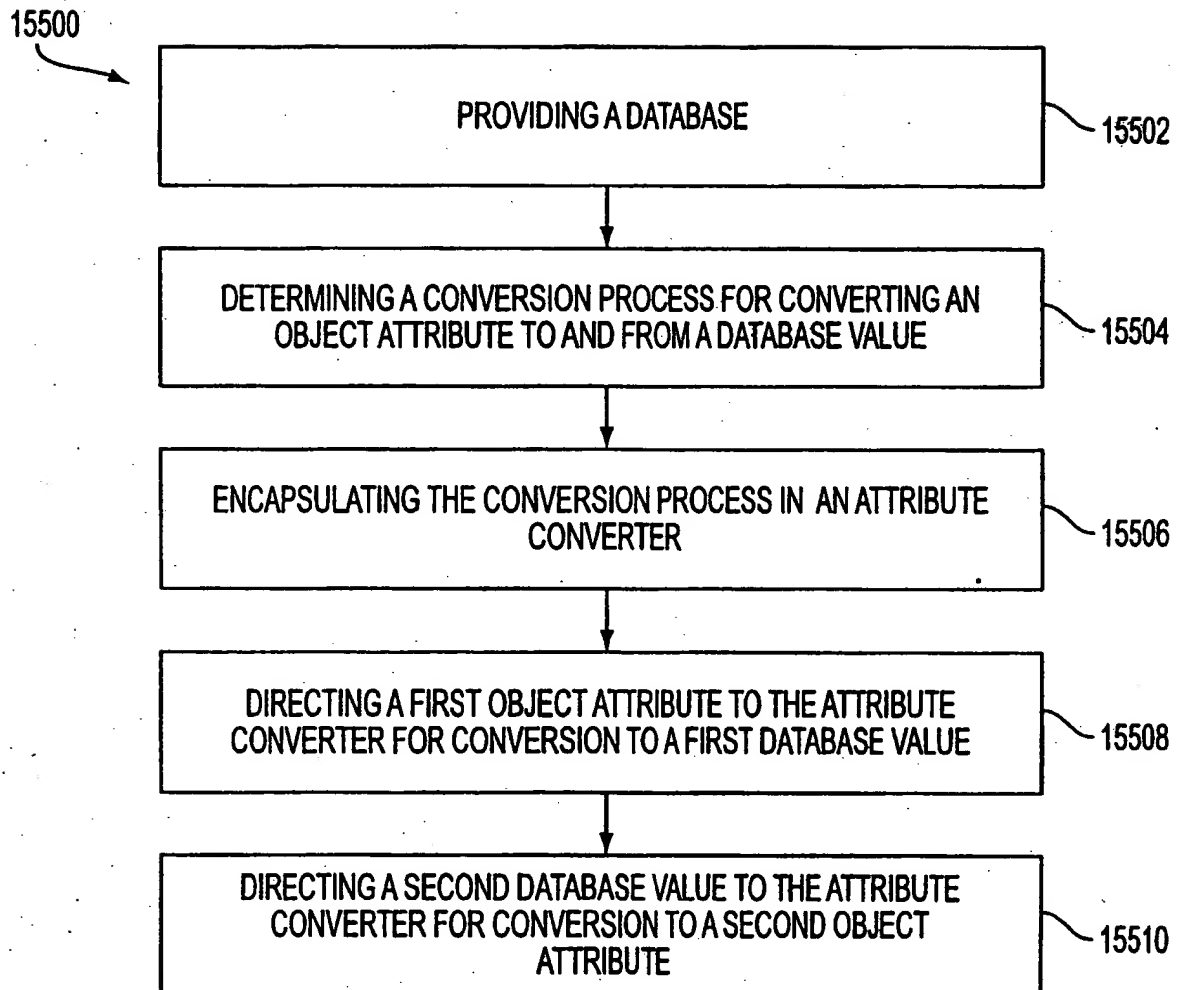 15500
PROVIDING A DATABASE
15502
DETERMINING A CONVERSION PROCESS FOR CONVERTING AN
OBJECT ATTRIBUTE TO AND FROM A DATABASE VALUE
15504
ENCAPSULATING THE CONVERSION PROCESS IN AN ATTRIBUTE
CONVERTER
15506
DIRECTING A FIRST OBJECT ATTRIBUTE TO THE ATTRIBUTE
CONVERTER FOR CONVERSION TO A FIRST DATABASE VALUE
15508
DIRECTING A SECOND DATABASE VALUE TO THE ATTRIBUTE
CONVERTER FOR CONVERSION TO A SECOND OBJECT
ATTRIBUTE
15510